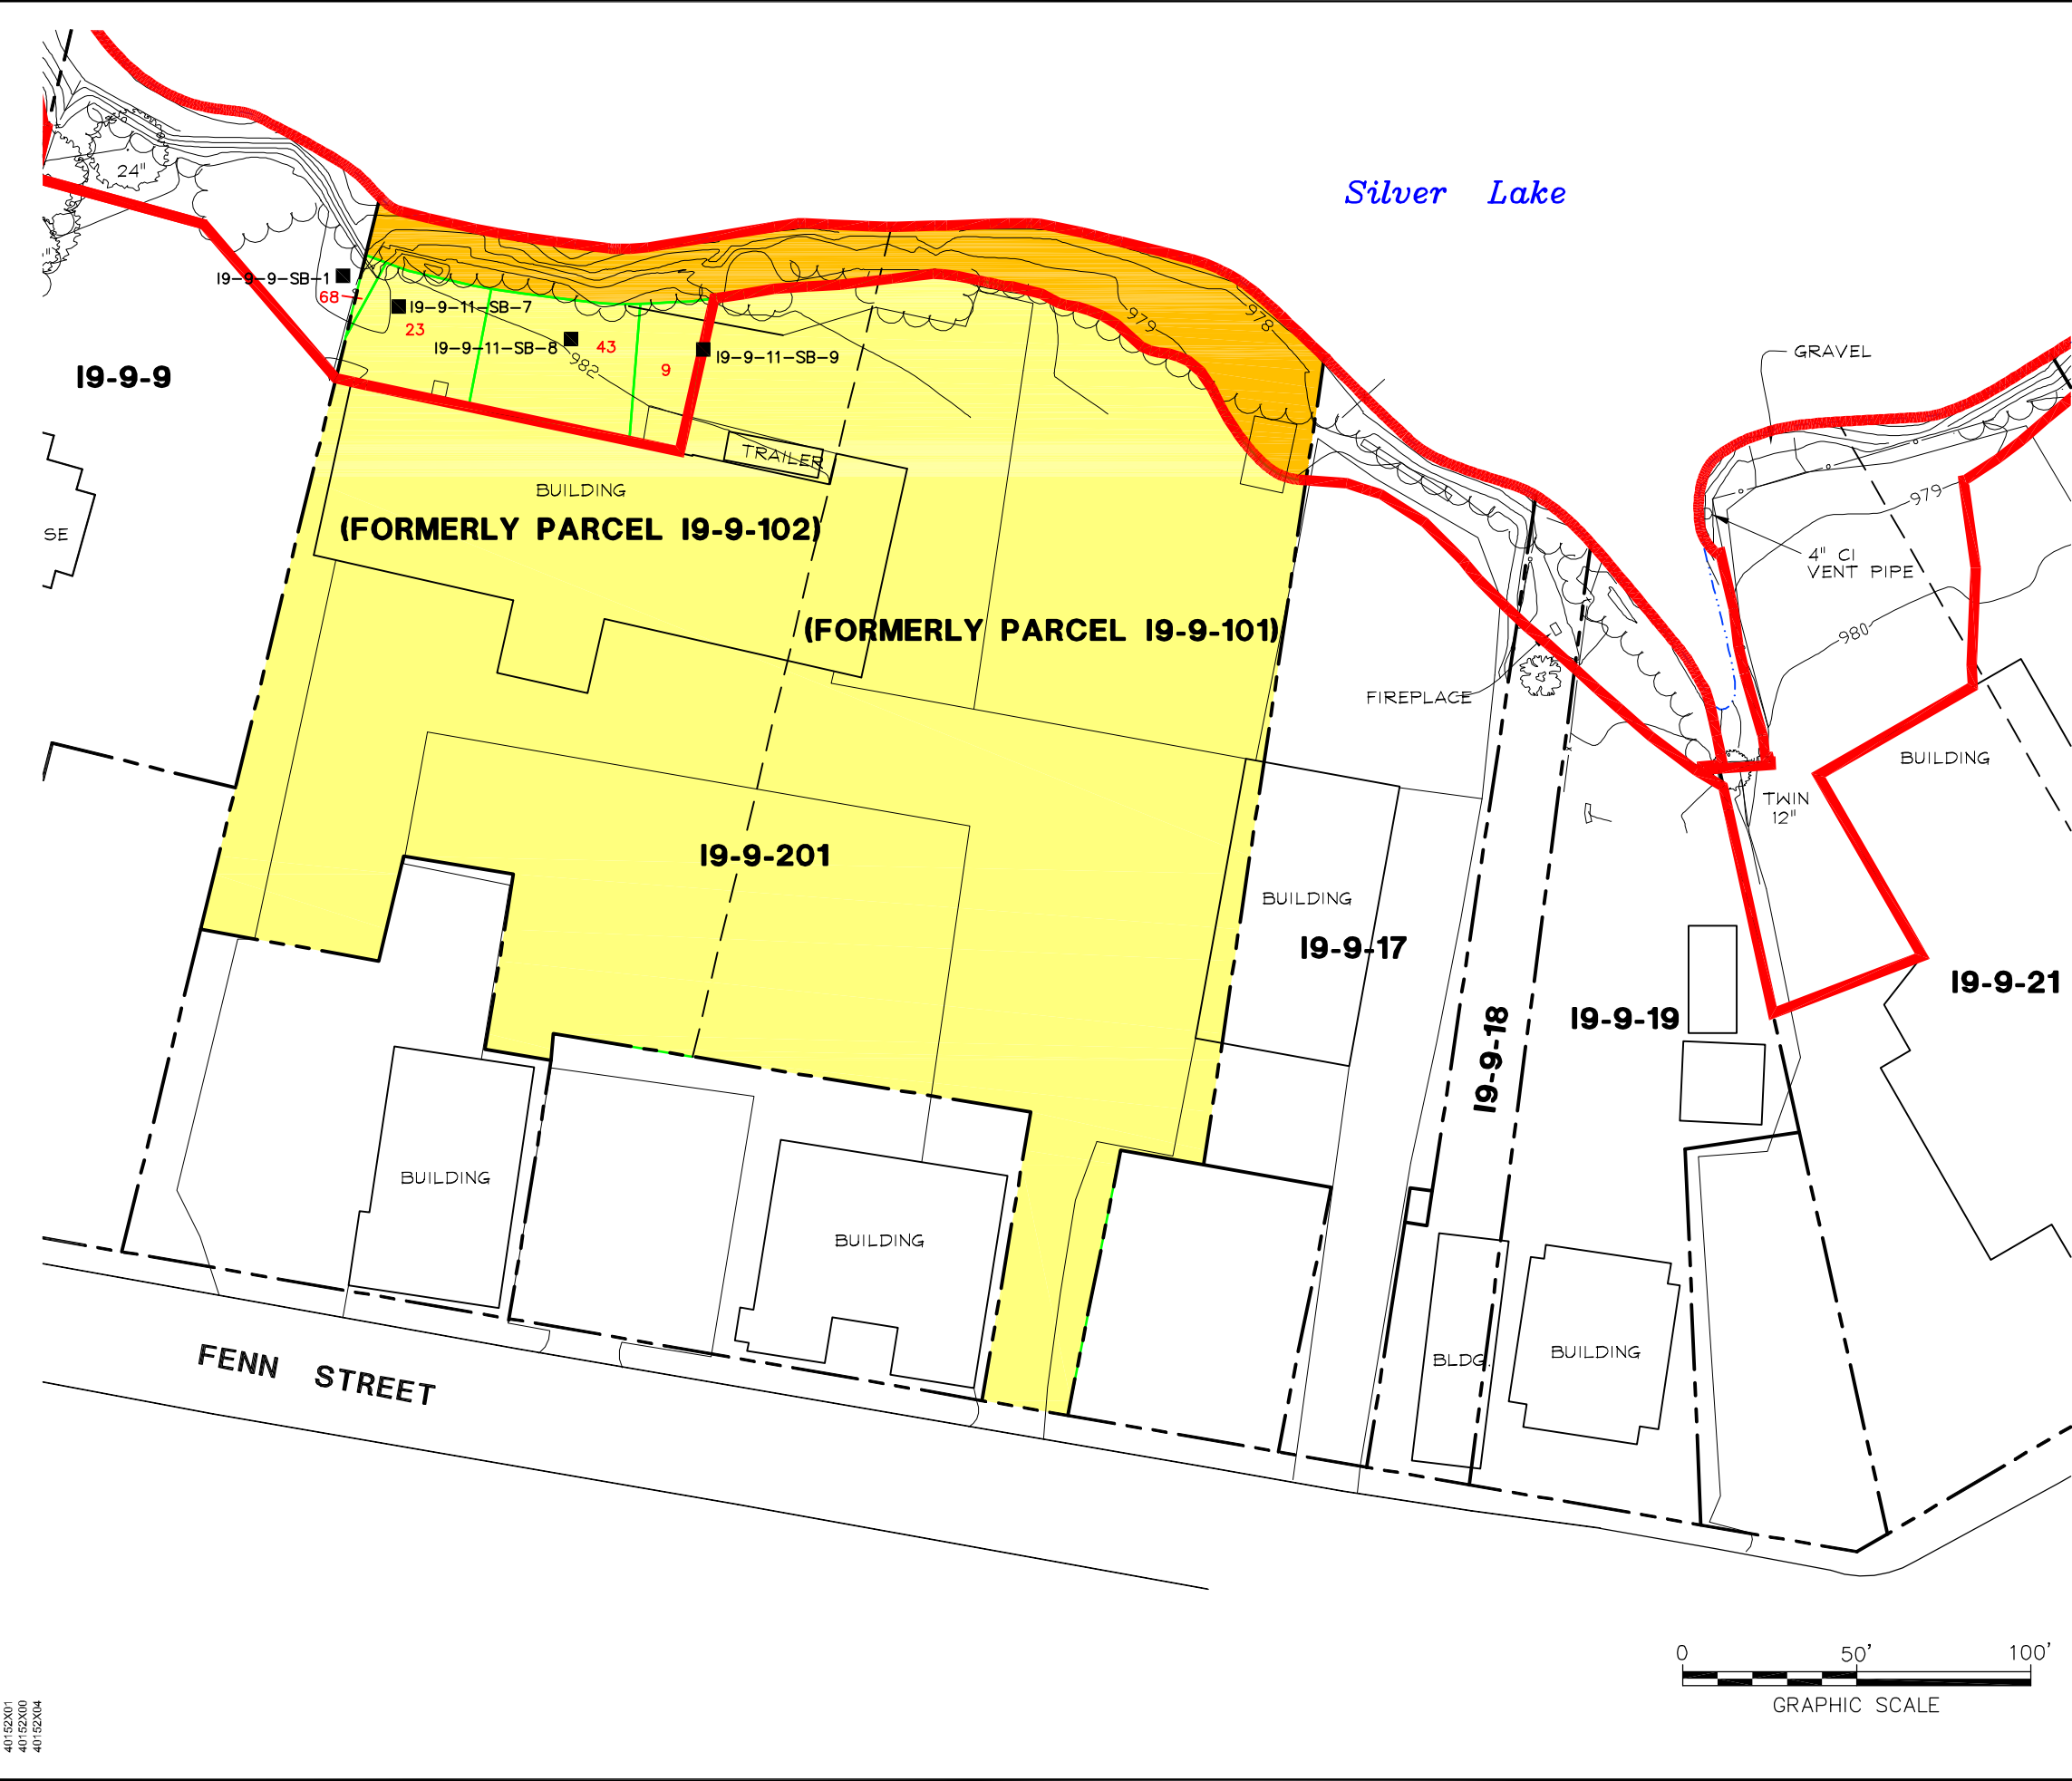 Silver Lake
24"
I9-9-9-SB-1
68
I9-9-11-SB-7
23
I9-9-11-SB-8
43
9
I9-9-11-SB-9
982
979
978
GRAVEL
I9-9-9
SE
TRAILER
BUILDING
(FORMERLY PARCEL I9-9-102)
979
4" CI
VENT PIPE
980
(FORMERLY PARCEL I9-9-101)
FIREPLACE
BUILDING
TWIN
12"
I9-9-201
BUILDING
I9-9-17
I9-9-18
I9-9-19
I9-9-21
BUILDING
BUILDING
BLDG.
BUILDING
FENN STREET
0 50' 100'
GRAPHIC SCALE
40152X01
40152X00
40152X04